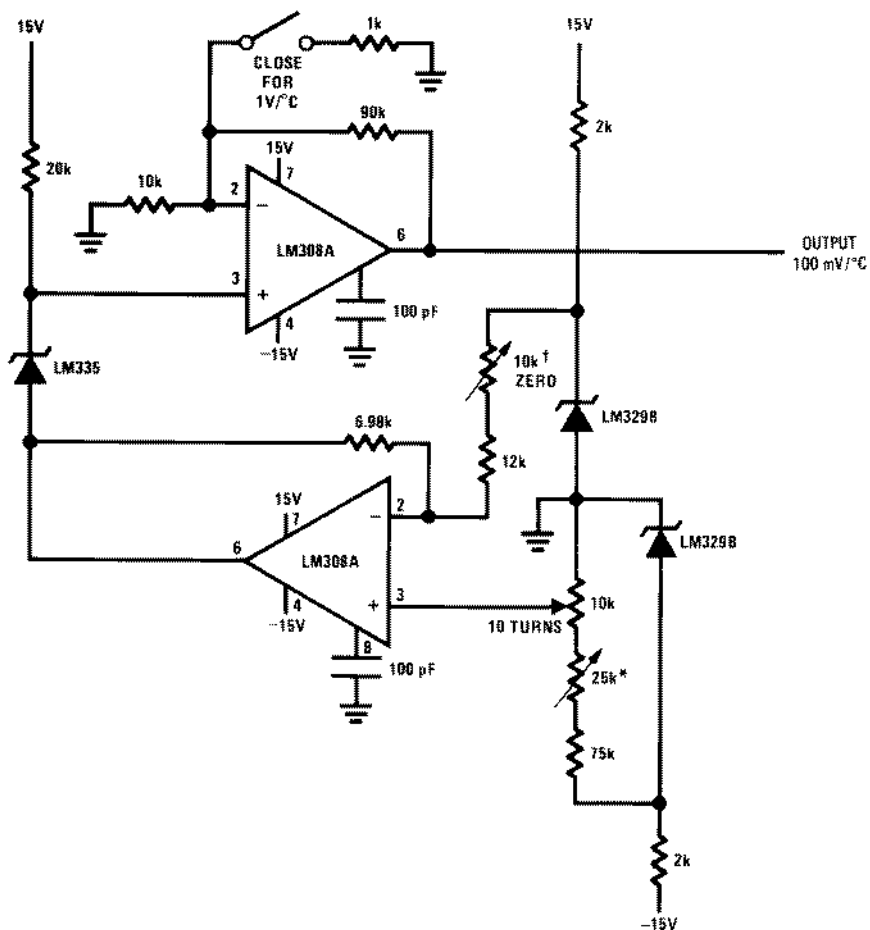 15V
1k
15V
CLOSE
FOR
1V/°C
90k
2k
20k
15V
7
10k
2
−
6
OUTPUT
100 mV/°C
LM308A
3
+
100 pF
4
−15V
LM335
10k†
ZERO
LM329B
6.98k
12k
15V
7
2
−
LM329B
6
LM308A
3
10k
+
4
−15V
10 TURNS
8
100 pF
25k*
75k
2k
−15V